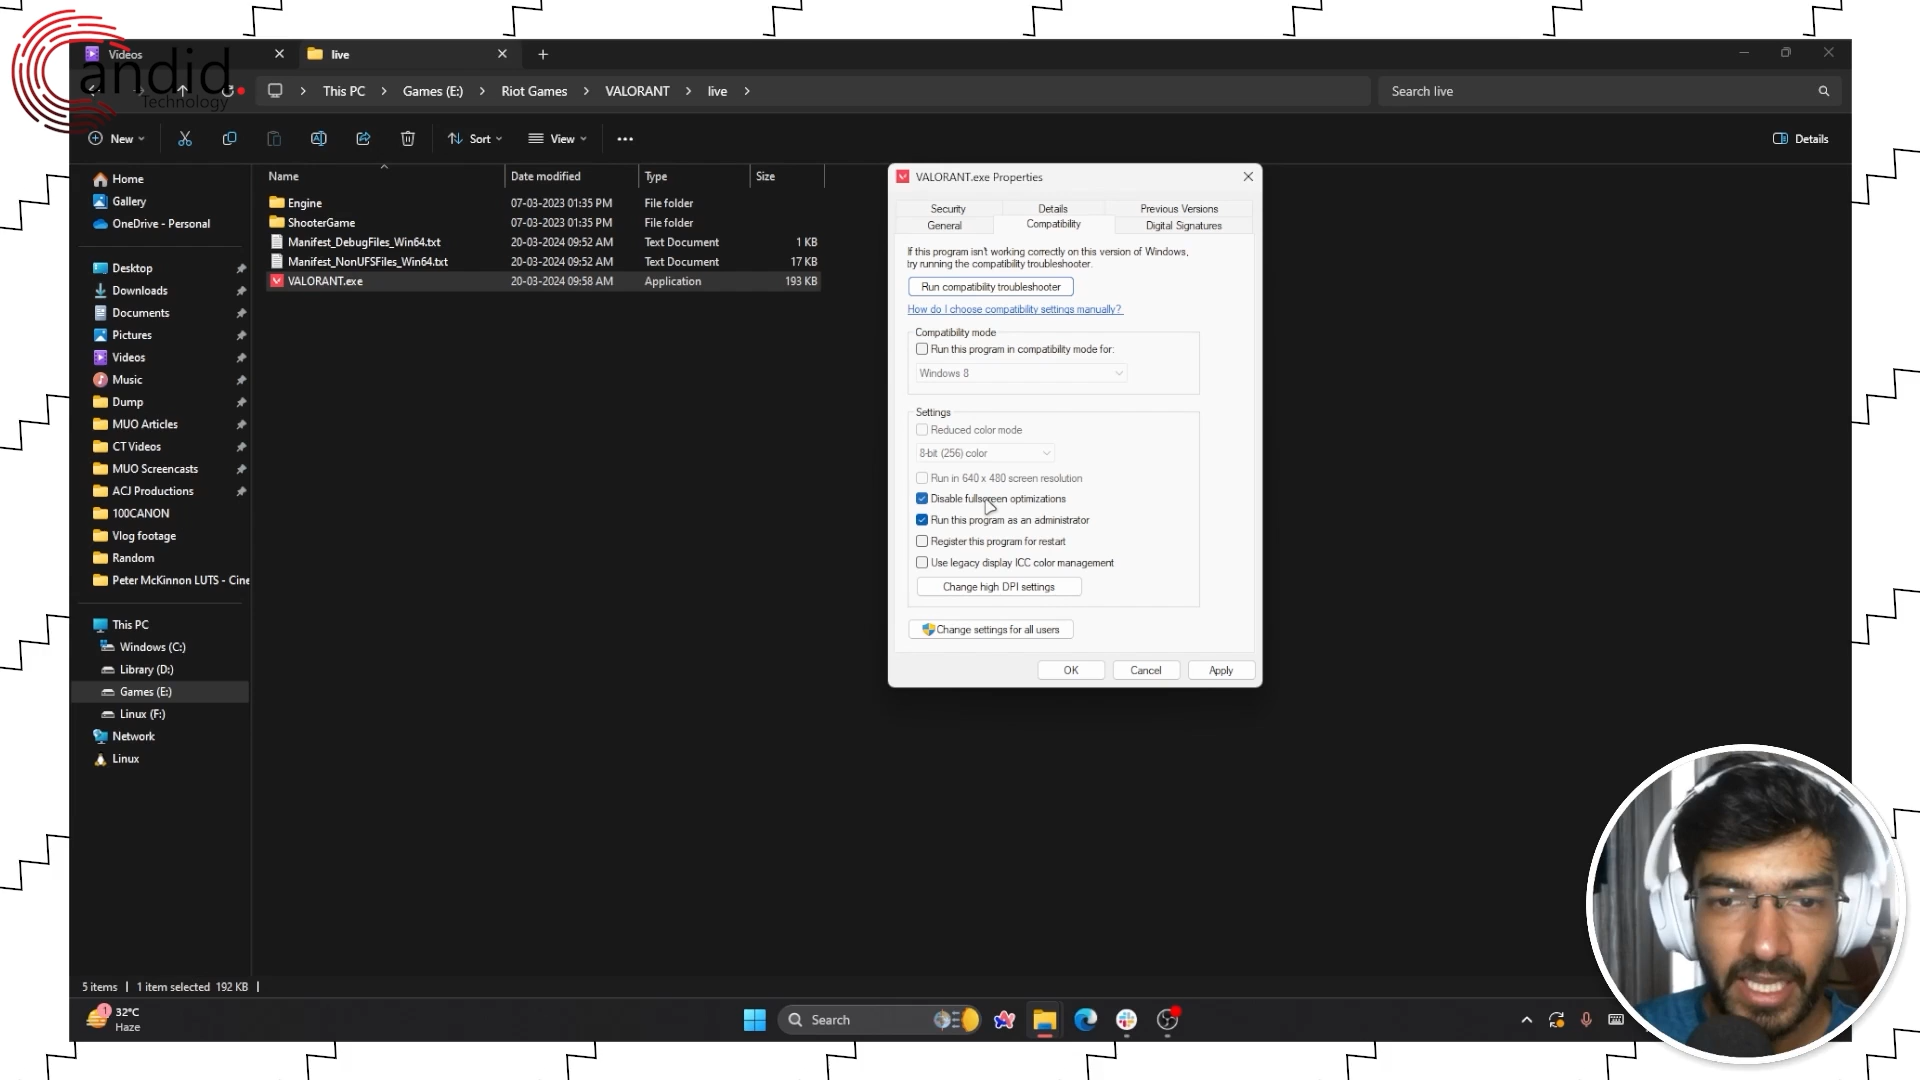 Candid
Technology
Videos
live
This PC
Games (E:)
Riot Games
VALORANT
live
Search live
New
Sort
View
Details
Home
Gallery
OneDrive - Personal
Desktop
Downloads
Documents
Pictures
Videos
Music
Dump
MUO Articles
CT Videos
MUO Screencasts
ACJ Productions
100CANON
Vlog footage
Random
Peter McKinnon LUTS - Cine
This PC
Windows (C:)
Library (D:)
Games (E:)
Linux (F:)
Network
Linux
Name Date modified Type Size
Engine 07-03-2023 01:35 PM File folder
ShooterGame 07-03-2023 01:35 PM File folder
Manifest_DebugFiles_Win64.txt 20-03-2024 09:52 AM Text Document 1 KB
Manifest_NonUFSFiles_Win64.txt 20-03-2024 09:52 AM Text Document 17 KB
VALORANT.exe 20-03-2024 09:58 AM Application 193 KB
VALORANT.exe Properties
Security Details Previous Versions
General Compatibility Digital Signatures
If this program isn't working correctly on this version of Windows,
try running the compatibility troubleshooter.
Run compatibility troubleshooter
How do I choose compatibility settings manually?
Compatibility mode
Run this program in compatibility mode for:
Windows 8
Settings
Reduced color mode
8-bit (256) color
Run in 640 x 480 screen resolution
Disable fullscreen optimizations
Run this program as an administrator
Register this program for restart
Use legacy display ICC color management
Change high DPI settings
Change settings for all users
OK Cancel Apply
5 items 1 item selected 192 KB
1
32°C
Haze
Search